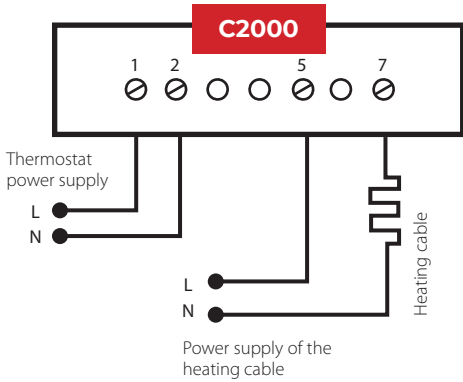 C2000
1 2 5 7
Thermostat
power supply
L
N
L
N
Heating cable
Power supply of the
heating cable